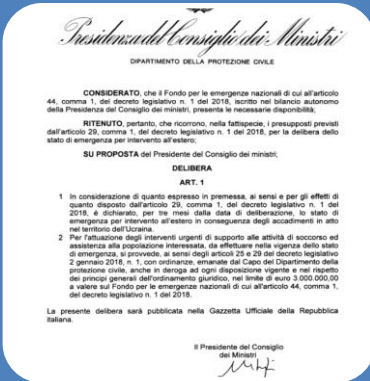 Presidenza del Consiglio dei Ministri
DIPARTIMENTO DELLA PROTEZIONE CIVILE
CONSIDERATO, che il Fondo per le emergenze nazionali di cui all'articolo
44, comma 1, del decreto legislativo n. 1 del 2018, iscritto nel bilancio autonomo
della Presidenza del Consiglio dei ministri, presenta le necessarie disponibilità;
RITENUTO, pertanto, che ricorrono, nella fattispecie, i presupposti previsti
dall'articolo 29, comma 1, del decreto legislativo n. 1 del 2018, per la delibera dello
stato di emergenza per intervento all'estero;
SU PROPOSTA del Presidente del Consiglio dei ministri;
DELIBERA
ART. 1
1 In considerazione di quanto espresso in premessa, ai sensi e per gli effetti di
quanto disposto dall'articolo 29, comma 1, del decreto legislativo n. 1 del
2018, è dichiarato, per tre mesi dalla data di deliberazione, lo stato di
emergenza per intervento all'estero in conseguenza degli accadimenti in atto
nel territorio dell'Ucraina.
2 Per l'attuazione degli interventi urgenti di supporto alle attività di soccorso ed
assistenza alla popolazione interessata, da effettuare nella vigenza dello stato
di emergenza, si provvede, ai sensi degli articoli 25 e 29 del decreto legislativo
2 gennaio 2018, n. 1, con ordinanze, emanate dal Capo del Dipartimento della
protezione civile, anche in deroga ad ogni disposizione vigente e nel rispetto
dei principi generali dell'ordinamento giuridico, nel limite di euro 3.000.000,00
a valere sul Fondo per le emergenze nazionali di cui all'articolo 44, comma 1,
del decreto legislativo n. 1 del 2018.
La presente delibera sarà pubblicata nella Gazzetta Ufficiale della Repubblica
italiana.
Il Presidente del Consiglio
dei Ministri